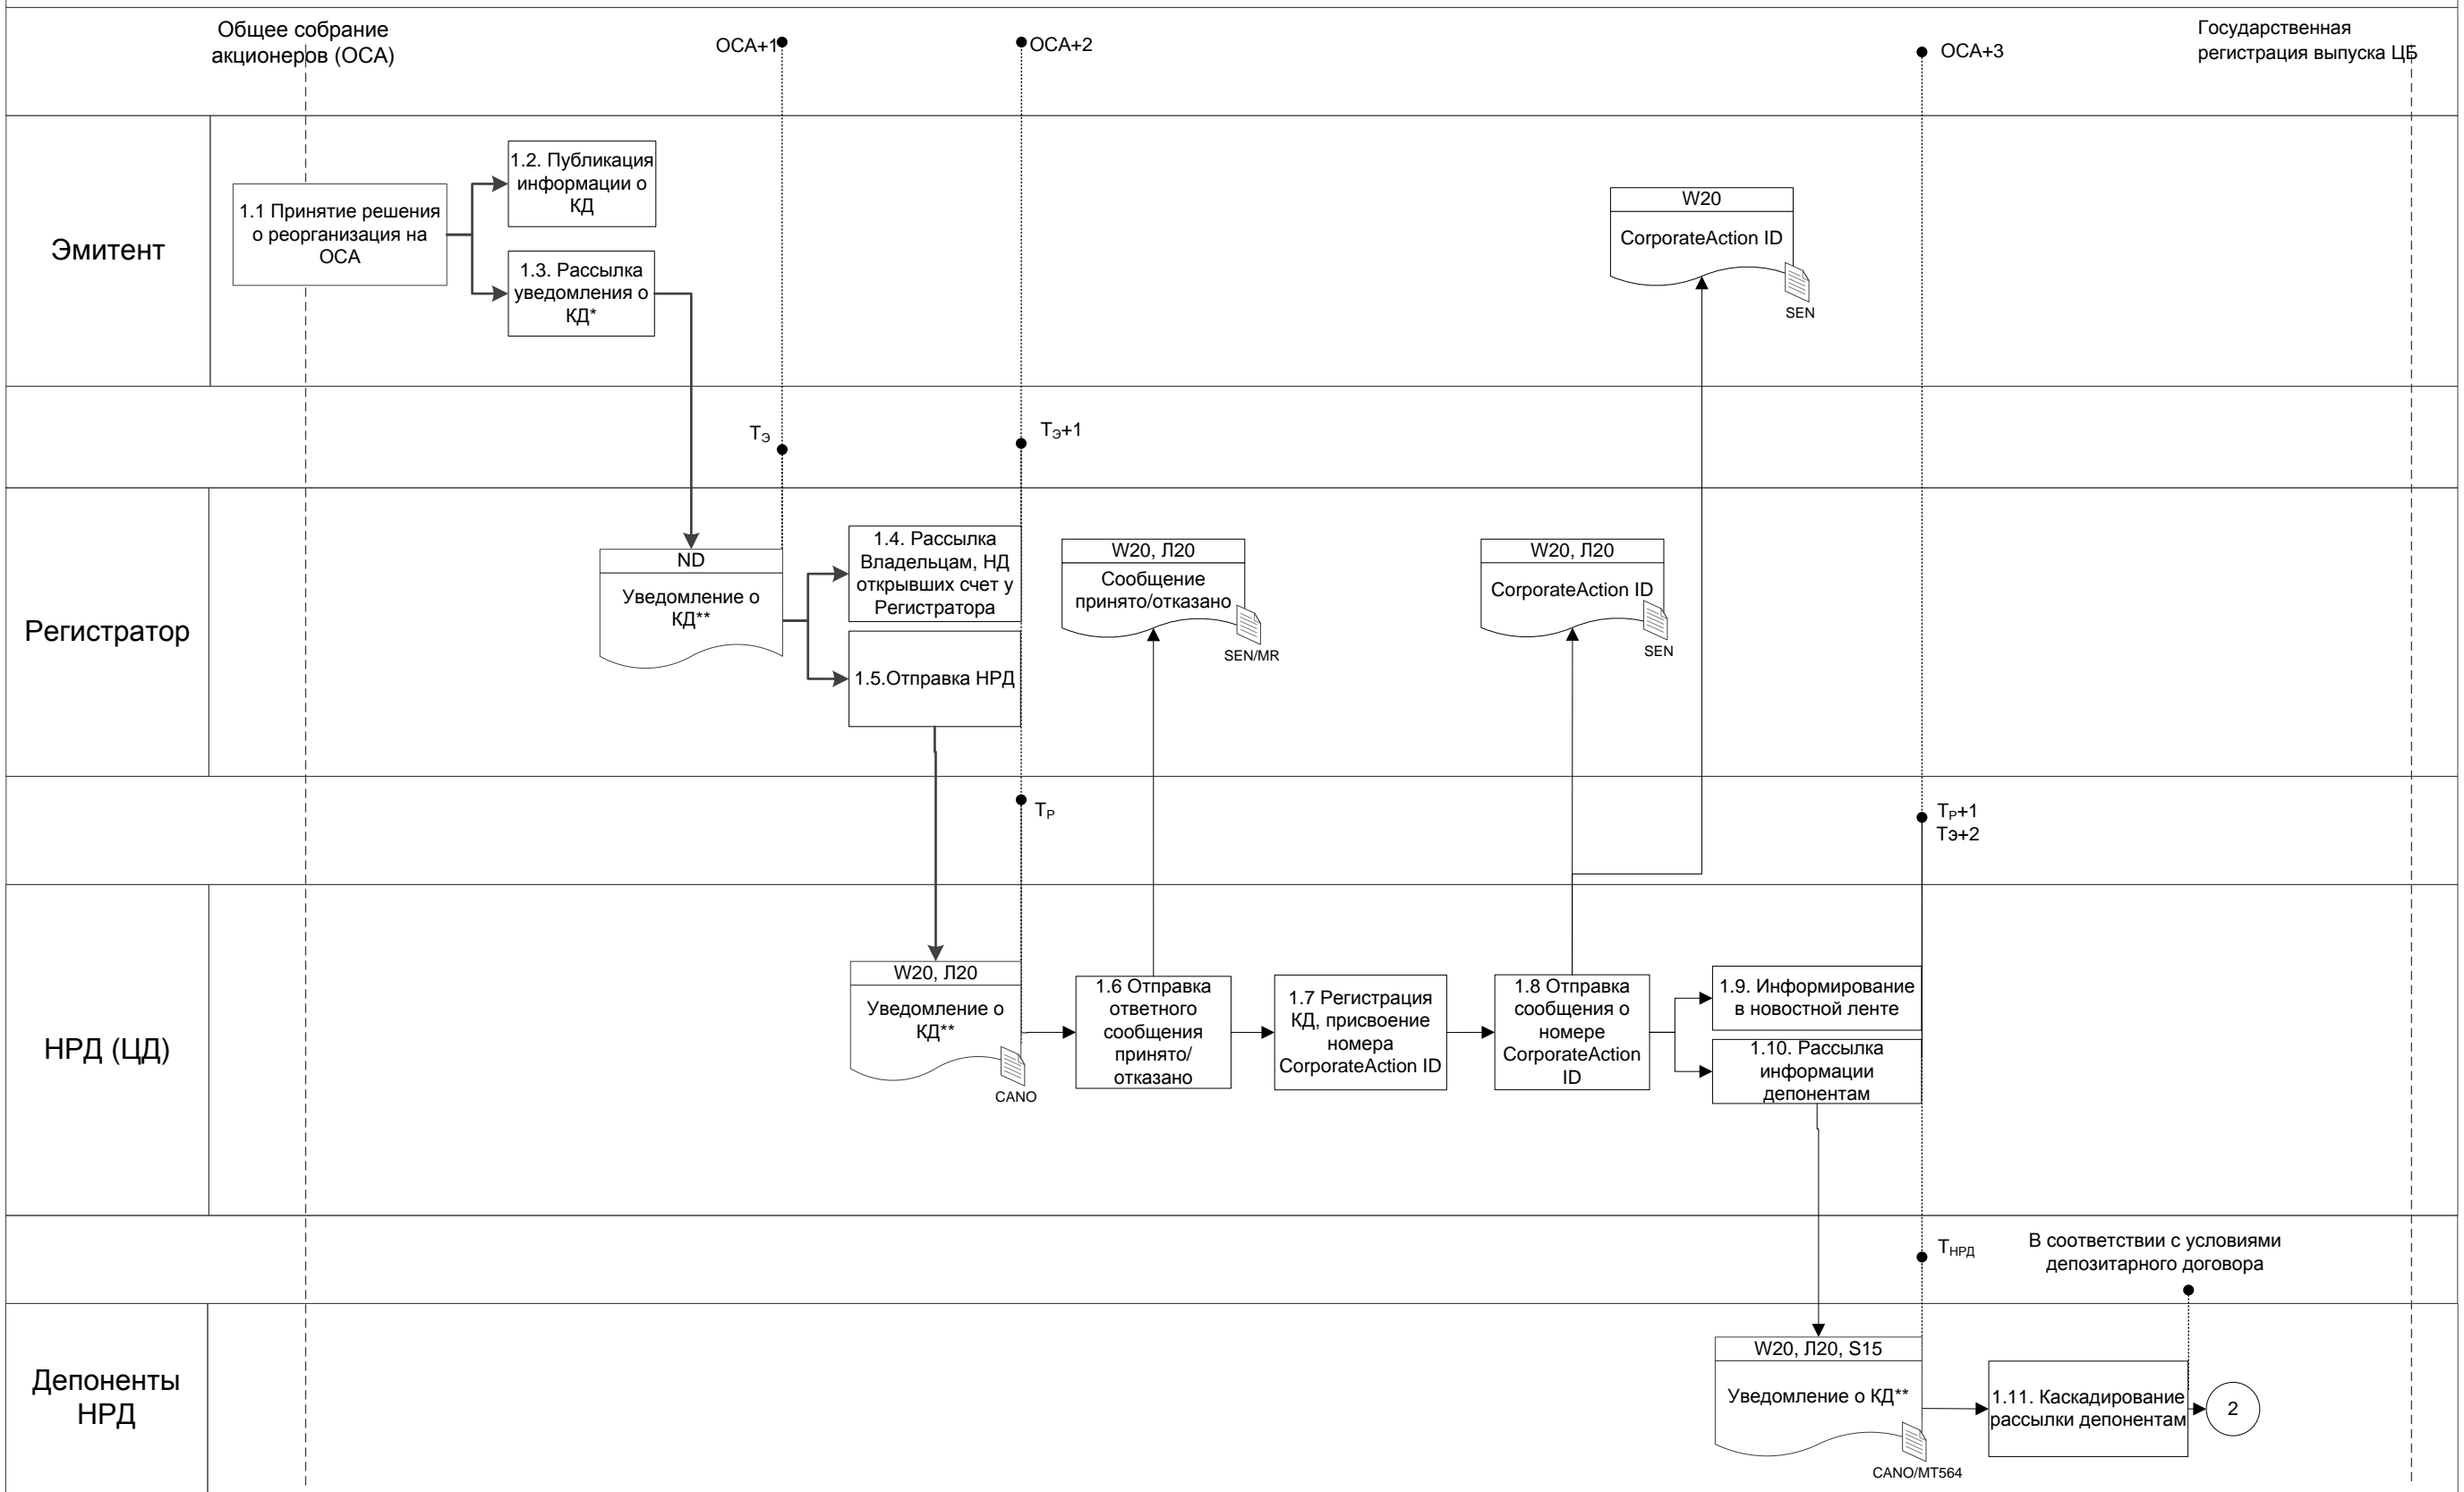 Общее собрание
акционеров (ОСА)
ОСА+1
ОСА+2
ОСА+3
Государственная
регистрация выпуска ЦБ
Эмитент
1.1 Принятие решения
о реорганизация на
ОСА
1.2. Публикация
информации о
КД
1.3. Рассылка
уведомления о
КД*
W20
CorporateAction ID
SEN
ТЭ
ТЭ+1
Регистратор
ND
Уведомление о
КД**
1.4. Рассылка
Владельцам, НД
открывших счет у
Регистратора
1.5.Отправка НРД
W20, Л20
Сообщение
принято/отказано
SEN/MR
W20, Л20
CorporateAction ID
SEN
ТР
ТР+1
Тэ+2
НРД (ЦД)
W20, Л20
Уведомление о
КД**
CANO
1.6 Отправка
ответного
сообщения
принято/
отказано
1.7 Регистрация
КД, присвоение
номера
CorporateAction ID
1.8 Отправка
сообщения о
номере
CorporateAction
ID
1.9. Информирование
в новостной ленте
1.10. Рассылка
информации
депонентам
ТНРД
В соответствии с условиями
депозитарного договора
Депоненты
НРД
W20, Л20, S15
Уведомление о КД**
CANO/MT564
1.11. Каскадирование
рассылки депонентам
2